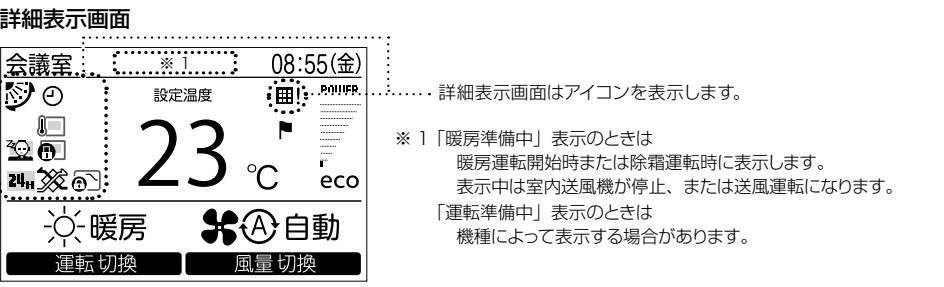 詳細表示画面
会議室 ※1 08:55(金)
設定温度 POWER
23℃
24H eco
暖房 A 自動
運転切換 風量切換
詳細表示画面はアイコンを表示します。
※1「暖房準備中」表示のときは
暖房運転開始時または除霜運転時に表示します。
表示中は室内送風機が停止、または送風運転になります。
「運転準備中」表示のときは
機種によって表示する場合があります。